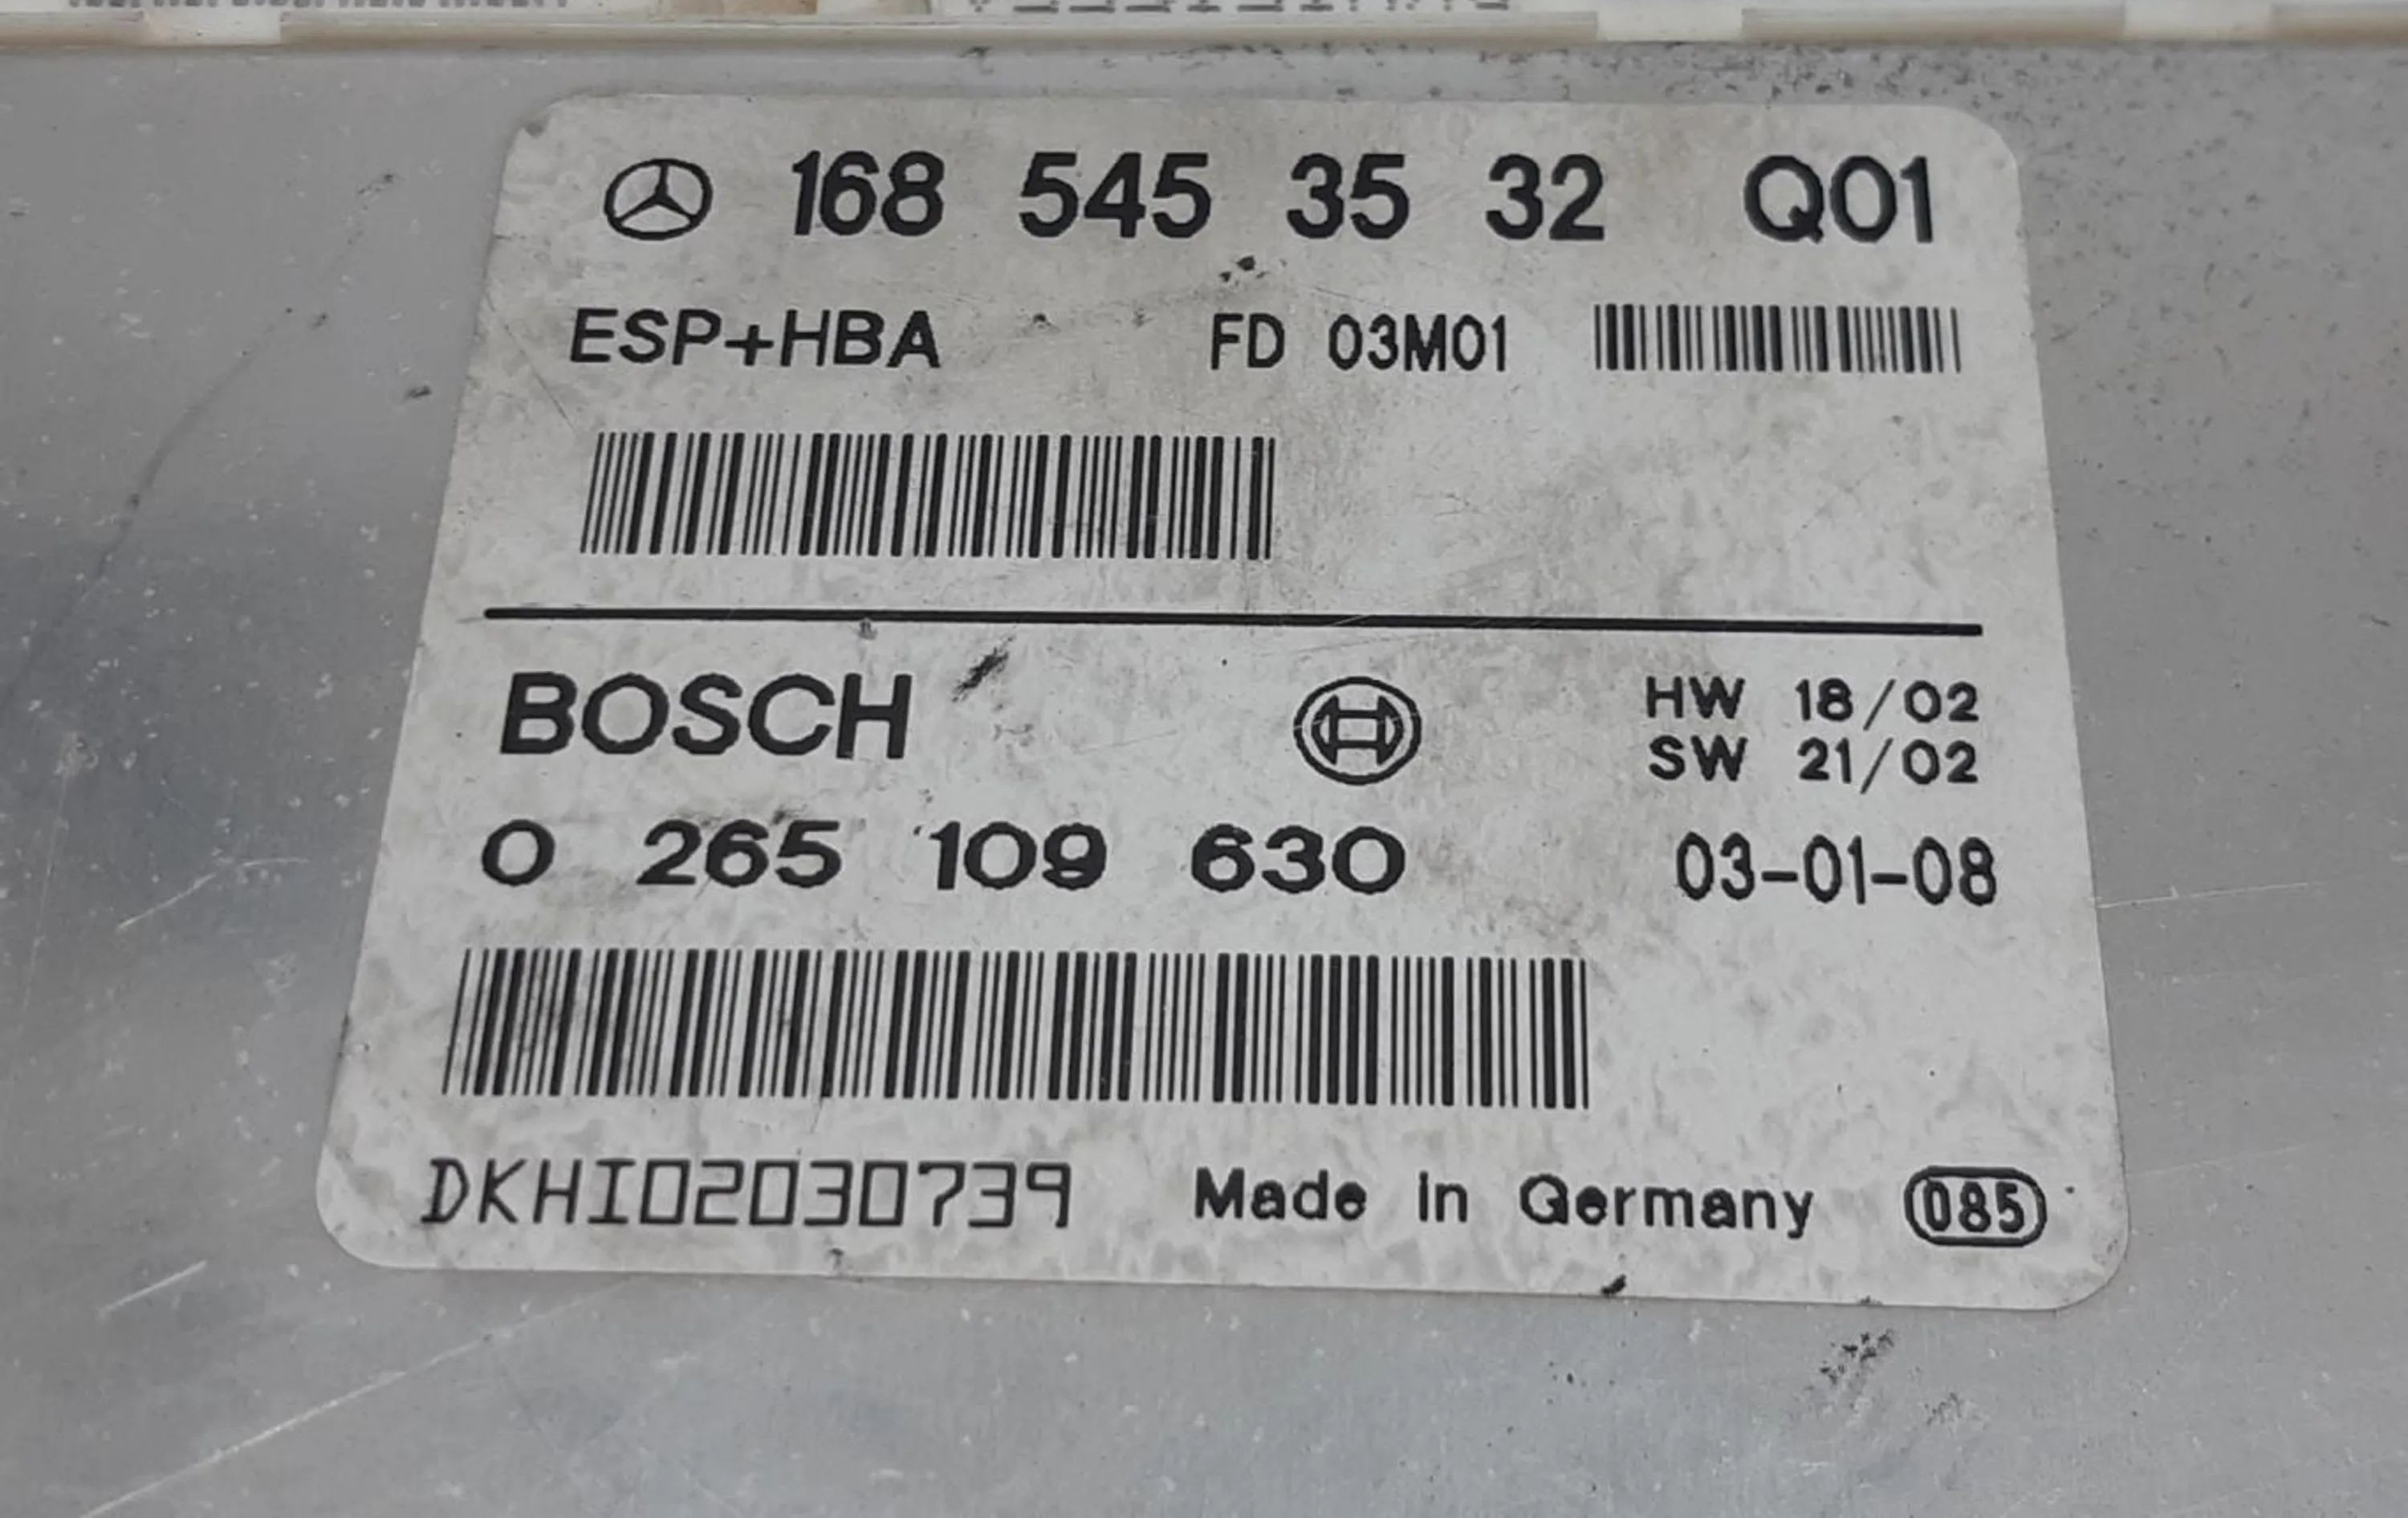 168 545 35 32 Q01
ESP+HBA FD 03M01
BOSCH HW 18/02
SW 21/02
0 265 109 630 03-01-08
DKHI02030739 Made in Germany 085